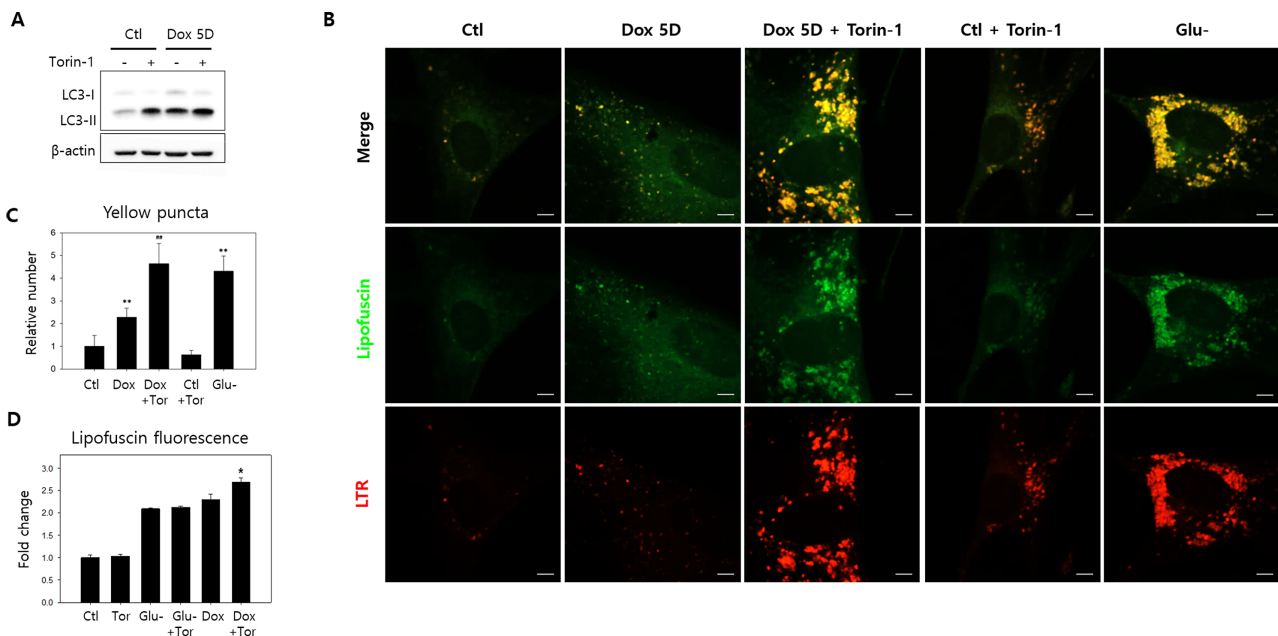 A
Ctl Dox 5D
Torin-1 - + - +
LC3-I
LC3-II
β-actin
B
Ctl Dox 5D Dox 5D + Torin-1 Ctl + Torin-1 Glu-
Merge
Lipofuscin
LTR
C
Yellow puncta
Relative number
6
5
4
3
2
1
0
** ## **
Ctl Dox Dox Ctl Glu-
+Tor +Tor
D
Lipofuscin fluorescence
Fold change
3.0
2.5
2.0
1.5
1.0
0.5
0.0
*
Ctl Tor Glu- Glu- Dox Dox
+Tor +Tor